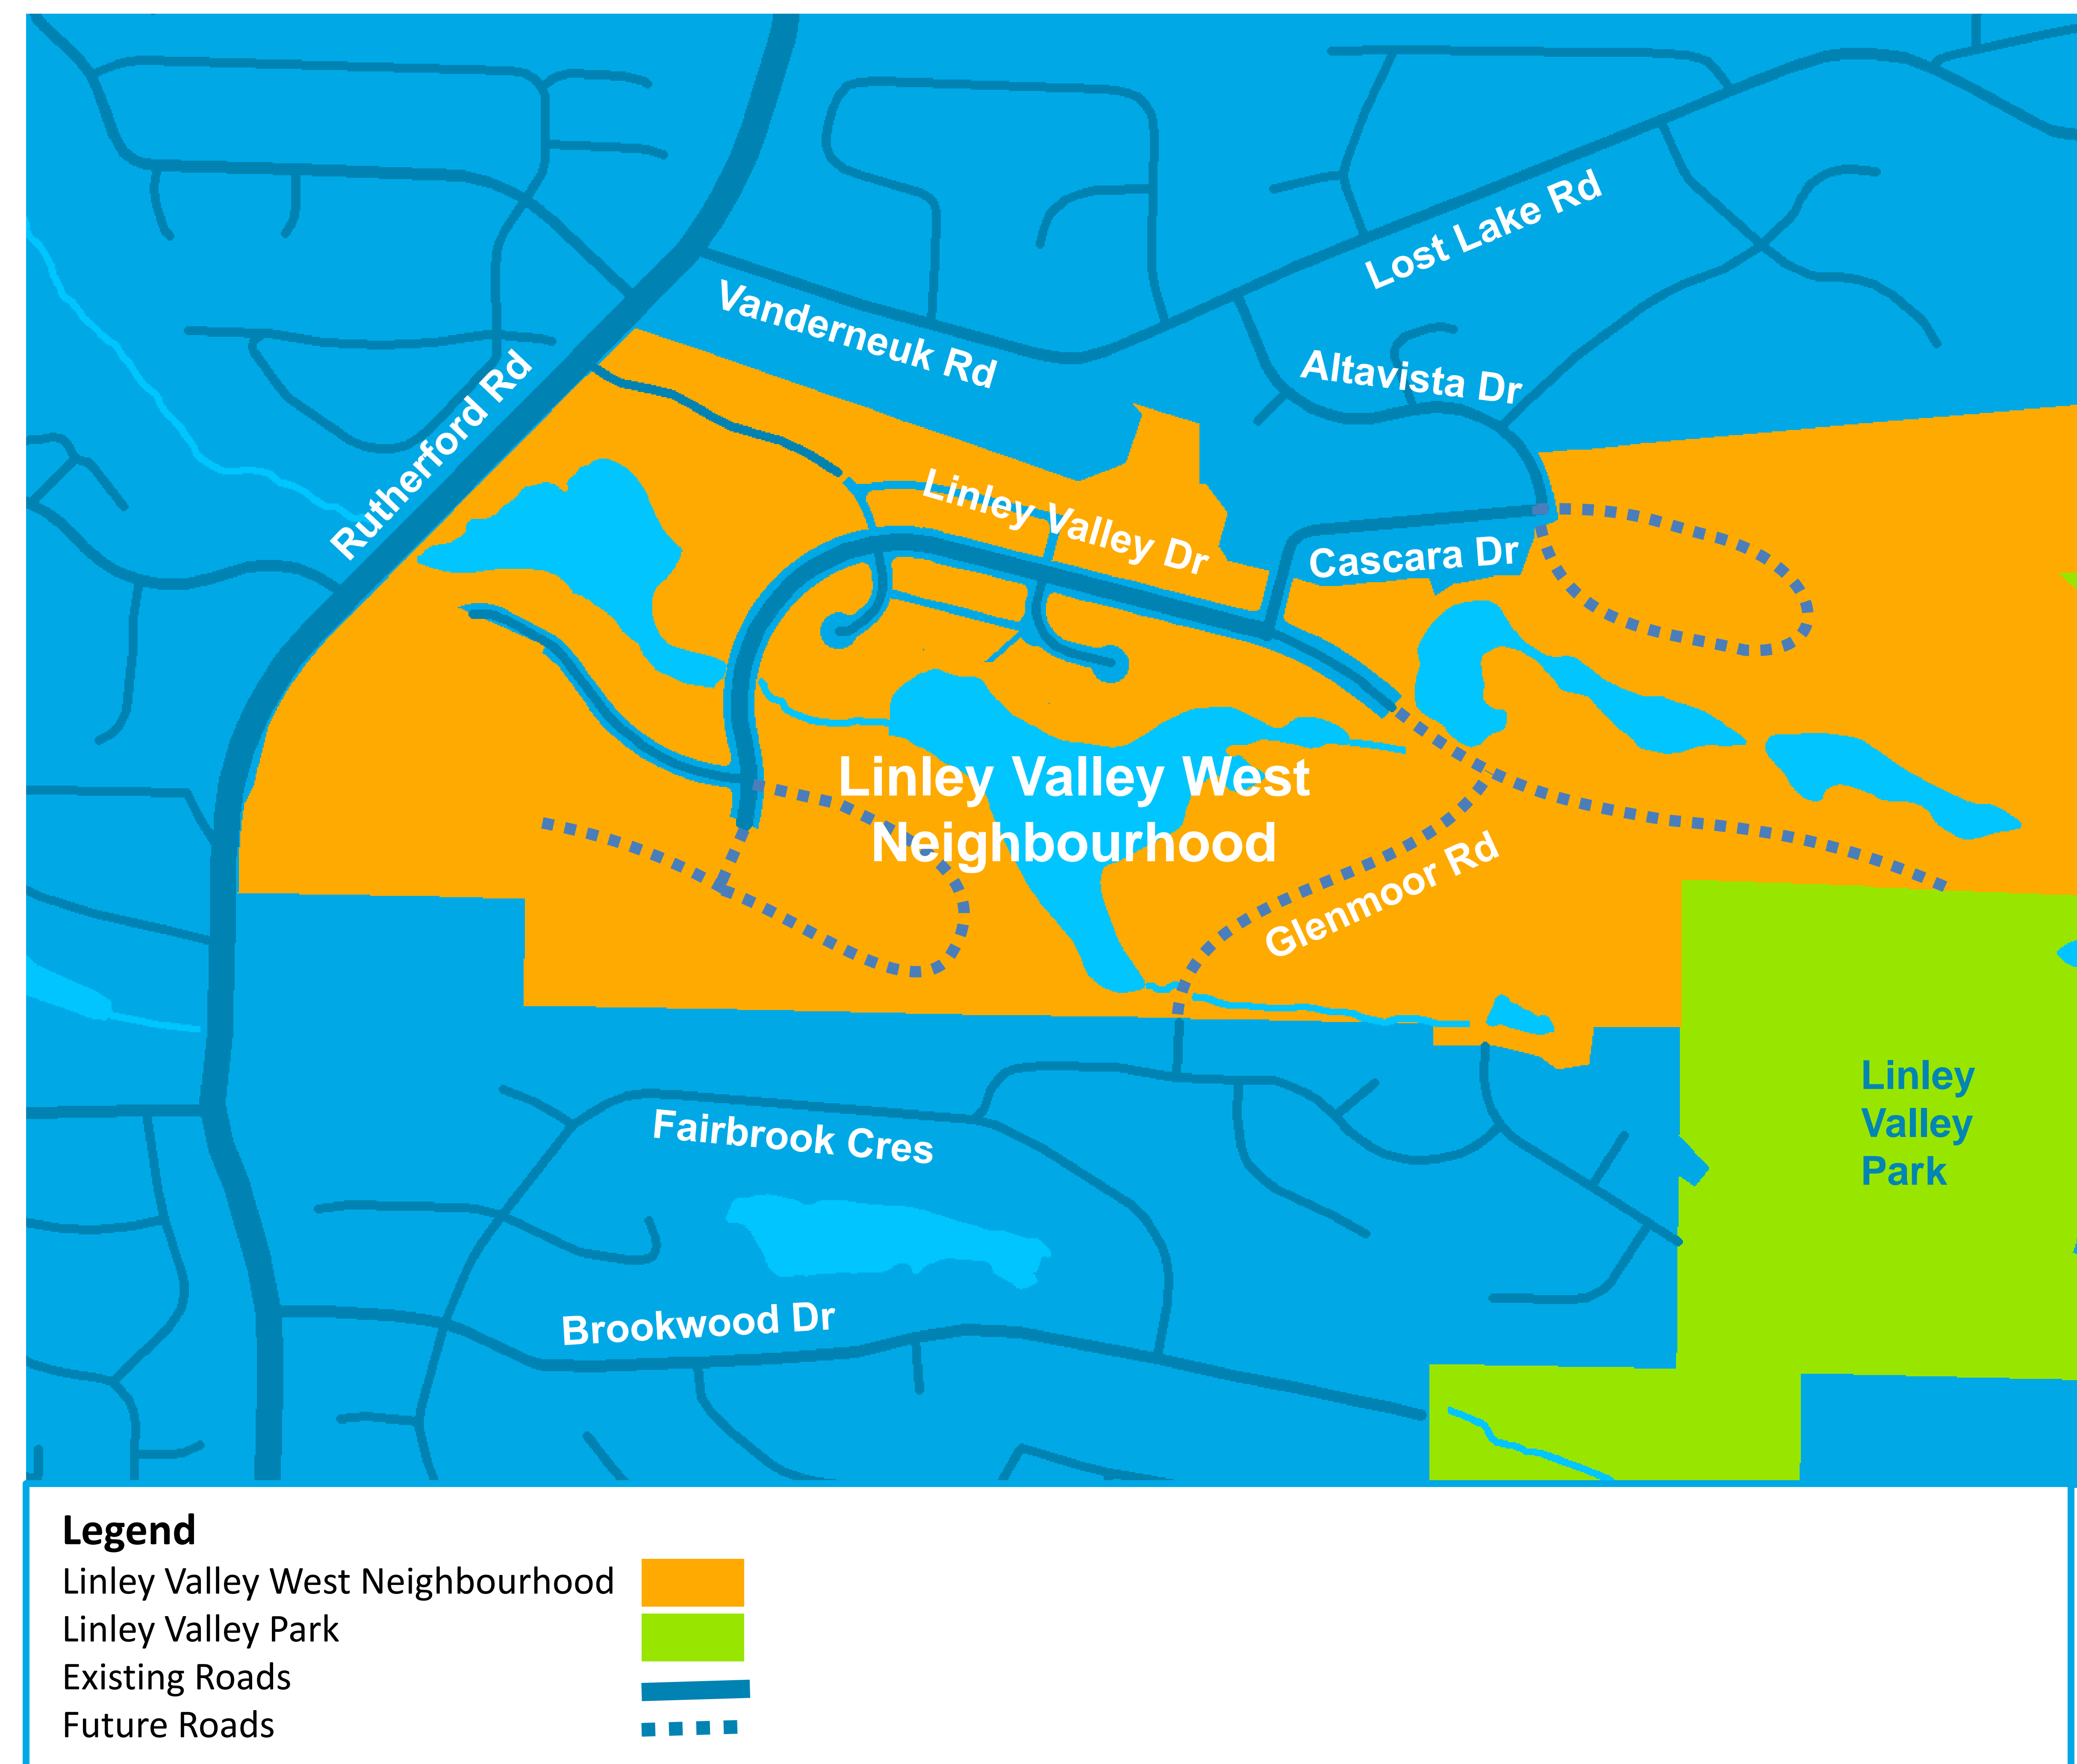 Lost Lake Rd
Vanderneuk Rd
Altavista Dr
Rutherford Rd
Linley Valley Dr
Cascara Dr
Linley Valley West
Neighbourhood
Glenmoor Rd
Linley
Valley
Park
Fairbrook Cres
Brookwood Dr
Legend
Linley Valley West Neighbourhood
Linley Valley Park
Existing Roads
Future Roads